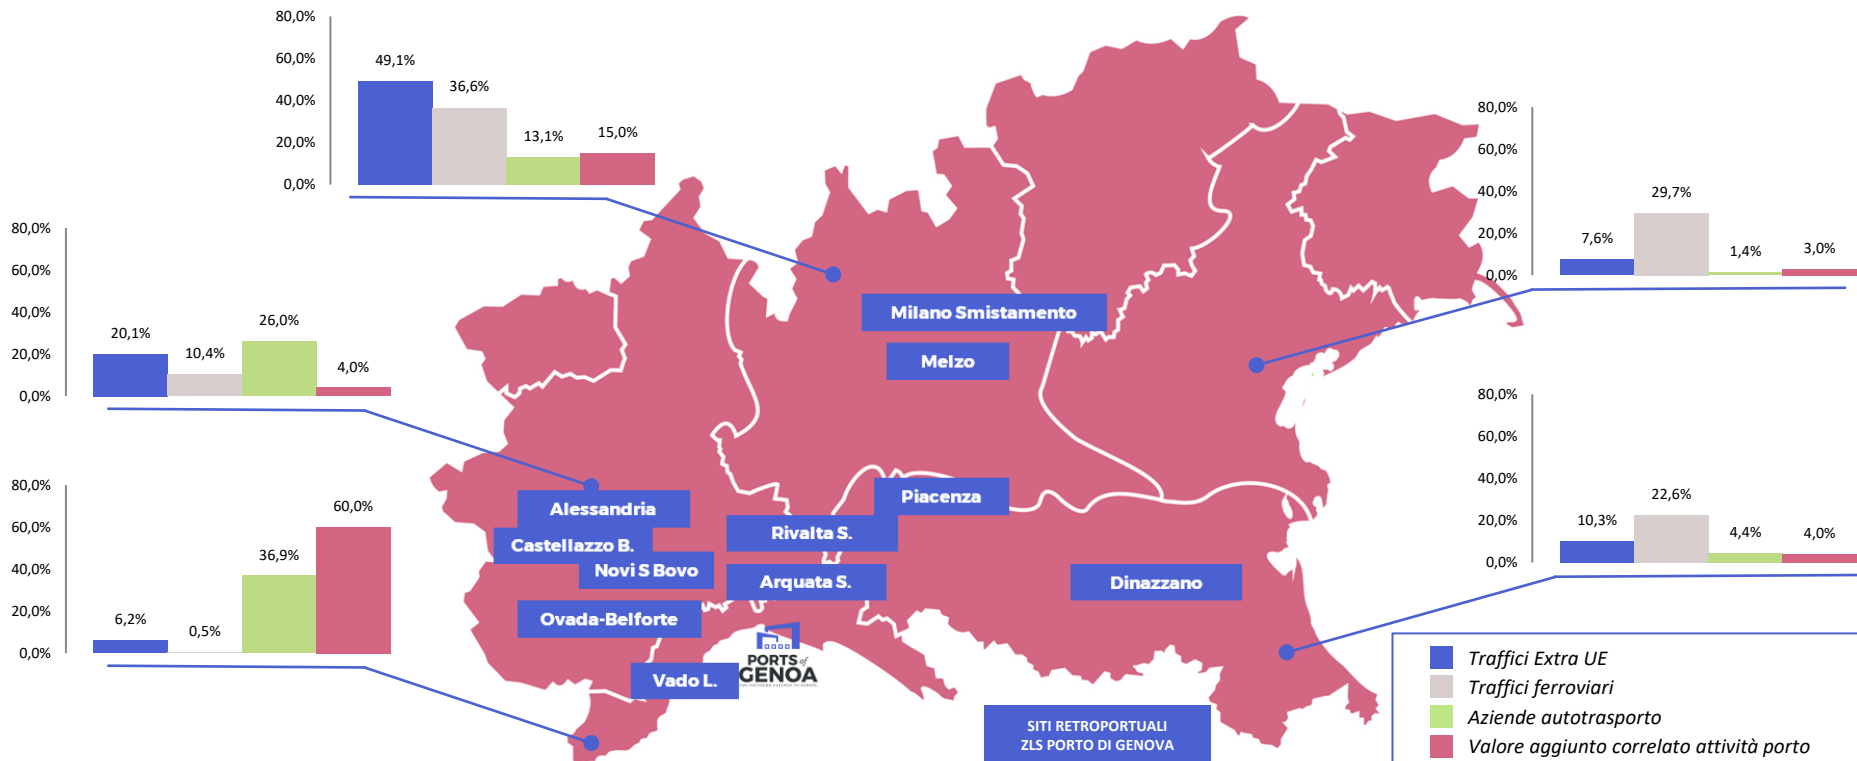 80,0%
60,0%
40,0%
20,0%
0,0%
49,1%
36,6%
13,1%
15,0%
80,0%
60,0%
40,0%
20,0%
0,0%
7,6%
29,7%
1,4%
3,0%
80,0%
60,0%
40,0%
20,0%
0,0%
20,1%
10,4%
26,0%
4,0%
80,0%
60,0%
40,0%
20,0%
0,0%
10,3%
22,6%
4,4%
4,0%
80,0%
60,0%
40,0%
20,0%
0,0%
6,2%
0,5%
36,9%
60,0%
Milano Smistamento
Melzo
Piacenza
Alessandria
Rivalta S.
Castellazzo B.
Novi S Bovo
Arquata S.
Dinazzano
Ovada-Belforte
Vado L.
PORTS of
GENOA
SITI RETROPORTUALI
ZLS PORTO DI GENOVA
Traffici Extra UE
Traffici ferroviari
Aziende autotrasporto
Valore aggiunto correlato attività porto